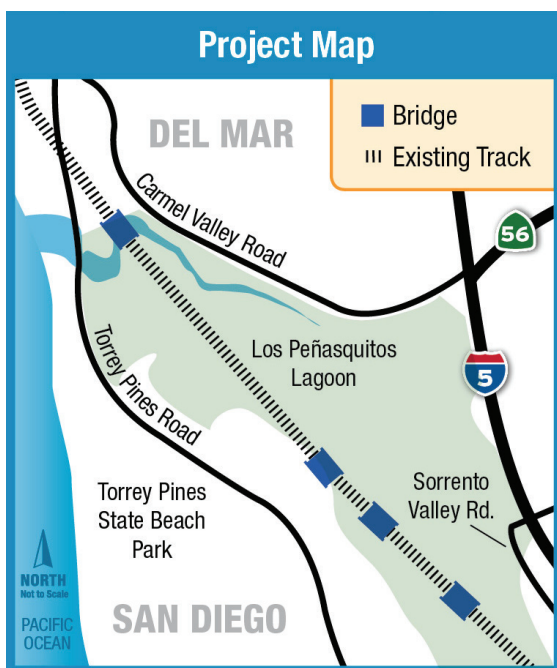 Project Map
Bridge
Existing Track
DEL MAR
Carmel Valley Road
56
5
Los Peñasquitos
Lagoon
Torrey Pines Road
Sorrento
Valley Rd.
Torrey Pines
State Beach
Park
NORTH
Not to Scale
PACIFIC
OCEAN
SAN DIEGO